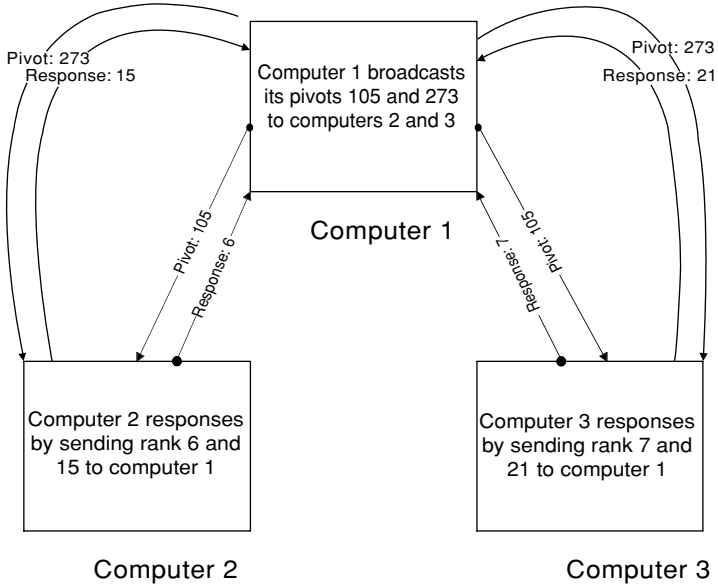 Pivot: 273
Response: 15
Pivot: 273
Response: 21
Computer 1 broadcasts
its pivots 105 and 273
to computers 2 and 3
Computer 1
Pivot: 105
Response: 6
Response: 7
Pivot: 105
Computer 2 responses
by sending rank 6 and
15 to computer 1
Computer 3 responses
by sending rank 7 and
21 to computer 1
Computer 2
Computer 3